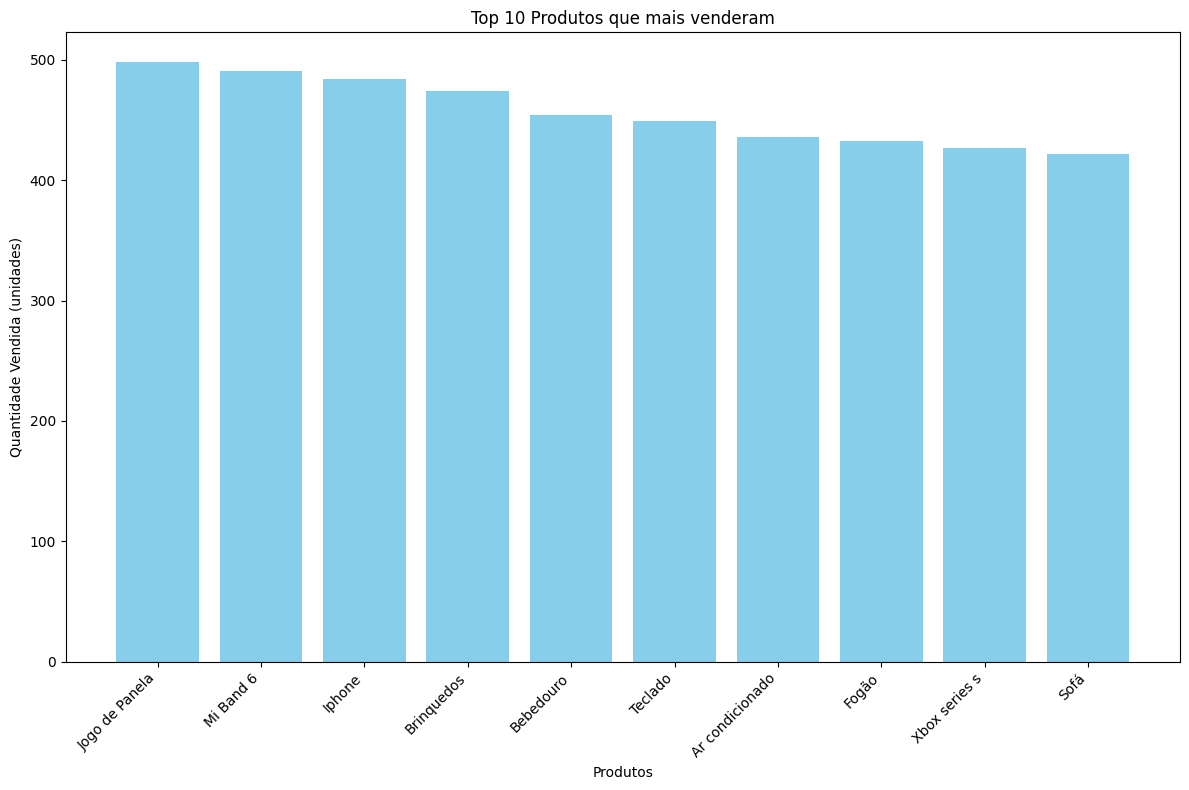 Top 10 Produtos que mais venderam
Quantidade Vendida (unidades)
500
400
300
200
100
0
Jogo de Panela
Mi Band 6
Iphone
Brinquedos
Bebedouro
Teclado
Ar condicionado
Fogão
Xbox series s
Sofá
Produtos